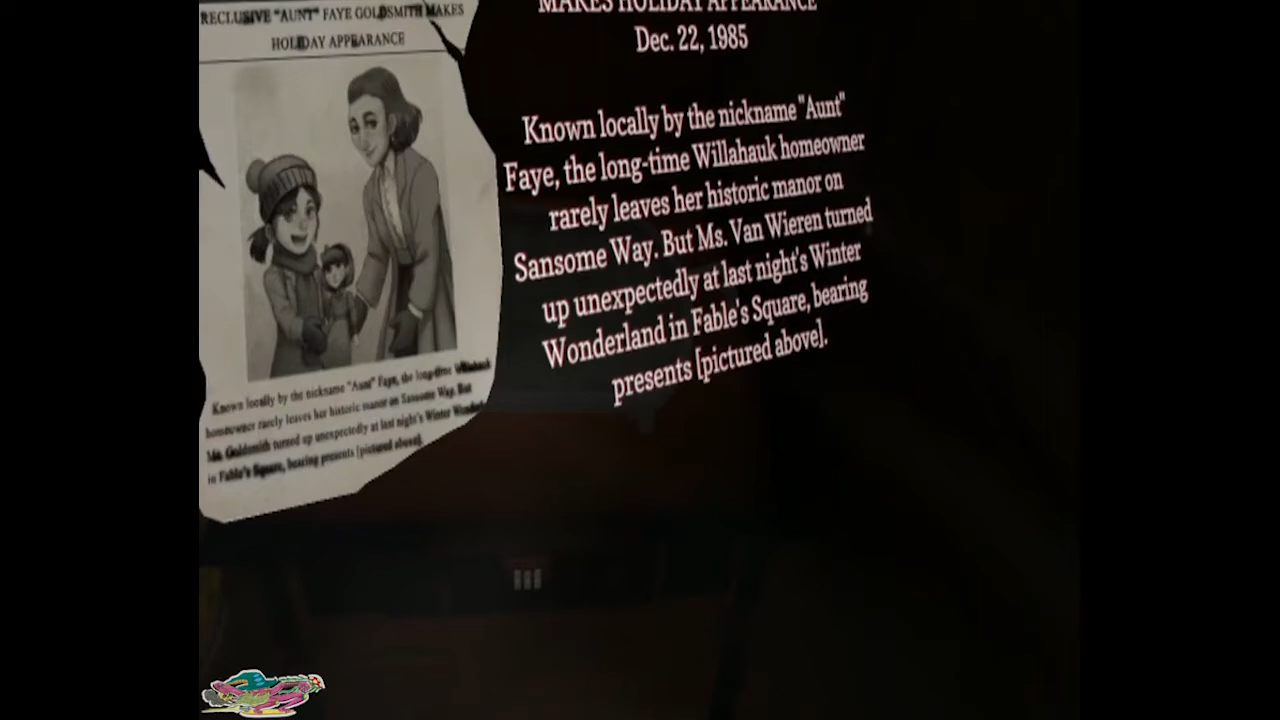 RECLUSIVE "AUNT" FAYE GOLDSMITH MAKES
HOLIDAY APPEARANCE
Known locally by the nickname "Aunt" Faye, the long-time Willahauk
homeowner rarely leaves her historic manor on Sansome Way. But
Ms. Goldsmith turned up unexpectedly at last night's Winter Wonder
in Fable's Square, bearing presents [pictured above].
MAKES HOLIDAY APPEARANCE
Dec. 22, 1985
Known locally by the nickname "Aunt"
Faye, the long-time Willahauk homeowner
rarely leaves her historic manor on
Sansome Way. But Ms. Van Wieren turned
up unexpectedly at last night's Winter
Wonderland in Fable's Square, bearing
presents [pictured above].